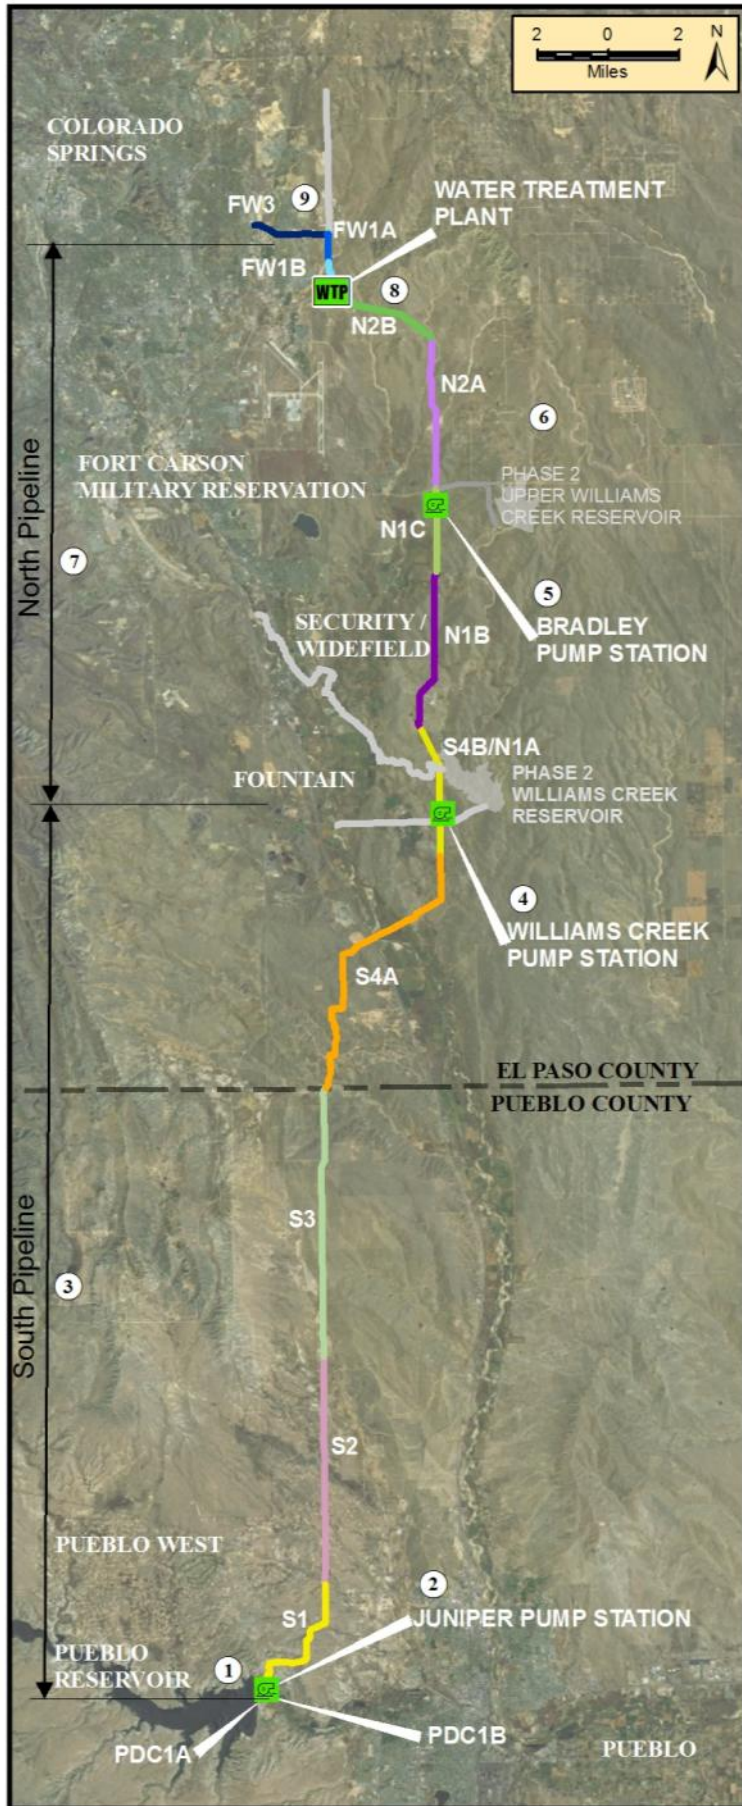 2 0 2
Miles
N
COLORADO
SPRINGS
9
WATER TREATMENT
PLANT
FW3
FW1A
FW1B
WTP
8
N2B
N2A
6
North Pipeline
FORT CARSON
MILITARY RESERVATION
PHASE 2
UPPER WILLIAMS
CREEK RESERVOIR
N1C
7
5
BRADLEY
PUMP STATION
SECURITY /
WIDEFIELD
N1B
S4B/N1A
FOUNTAIN
PHASE 2
WILLIAMS CREEK
RESERVOIR
4
WILLIAMS CREEK
PUMP STATION
S4A
EL PASO COUNTY
PUEBLO COUNTY
S3
South Pipeline
3
S2
PUEBLO WEST
2
JUNIPER PUMP STATION
S1
PUEBLO
RESERVOIR
1
PDC1B
PDC1A
PUEBLO